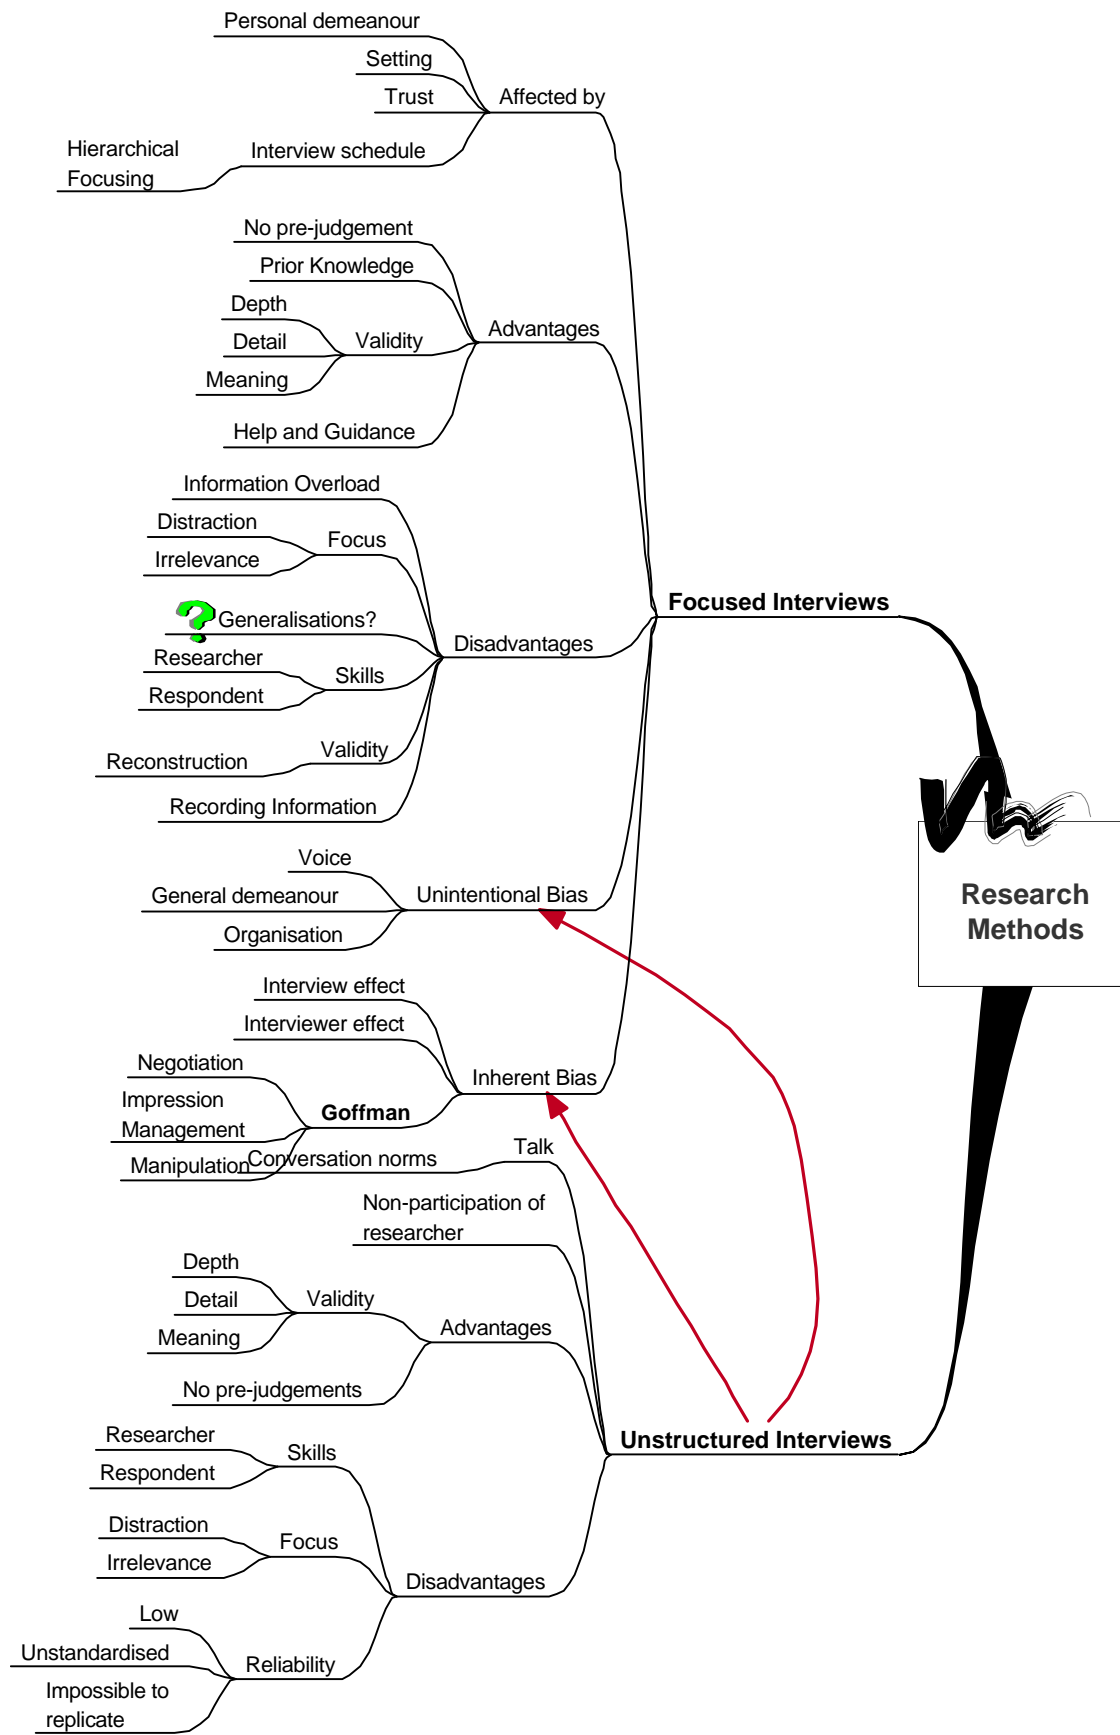 Personal demeanour
Setting
Trust
Affected by
Hierarchical
Focusing
Interview schedule
No pre-judgement
Prior Knowledge
Depth
Detail
Meaning
Validity
Advantages
Help and Guidance
Information Overload
Distraction
Irrelevance
Focus
Generalisations?
Researcher
Respondent
Skills
Disadvantages
Focused Interviews
Reconstruction
Validity
Recording Information
Voice
General demeanour
Organisation
Unintentional Bias
Research
Methods
Interview effect
Interviewer effect
Inherent Bias
Negotiation
Impression
Management
Manipulation
Goffman
Conversation norms
Talk
Non-participation of
researcher
Depth
Detail
Meaning
Validity
Advantages
No pre-judgements
Unstructured Interviews
Researcher
Respondent
Skills
Distraction
Irrelevance
Focus
Disadvantages
Low
Unstandardised
Impossible to
replicate
Reliability